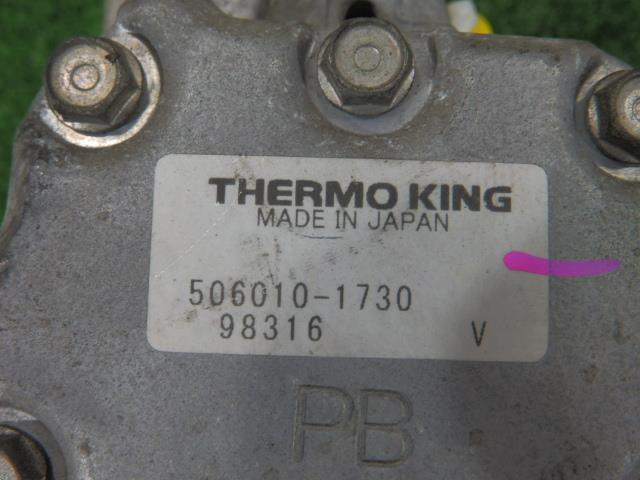 THERMO KING
MADE IN JAPAN
506010-1730
98316 V
PB